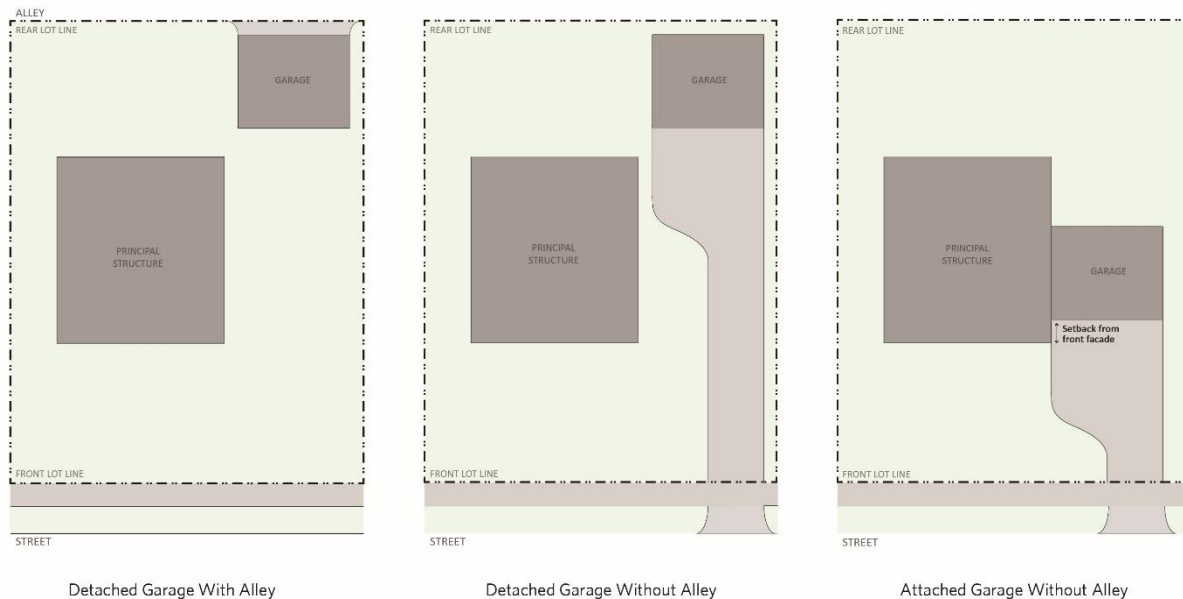 ALLEY
REAR LOT LINE
GARAGE
PRINCIPAL
STRUCTURE
FRONT LOT LINE
STREET
Detached Garage With Alley
REAR LOT LINE
GARAGE
PRINCIPAL
STRUCTURE
FRONT LOT LINE
STREET
Detached Garage Without Alley
REAR LOT LINE
PRINCIPAL
STRUCTURE
GARAGE
Setback from
front facade
FRONT LOT LINE
STREET
Attached Garage Without Alley